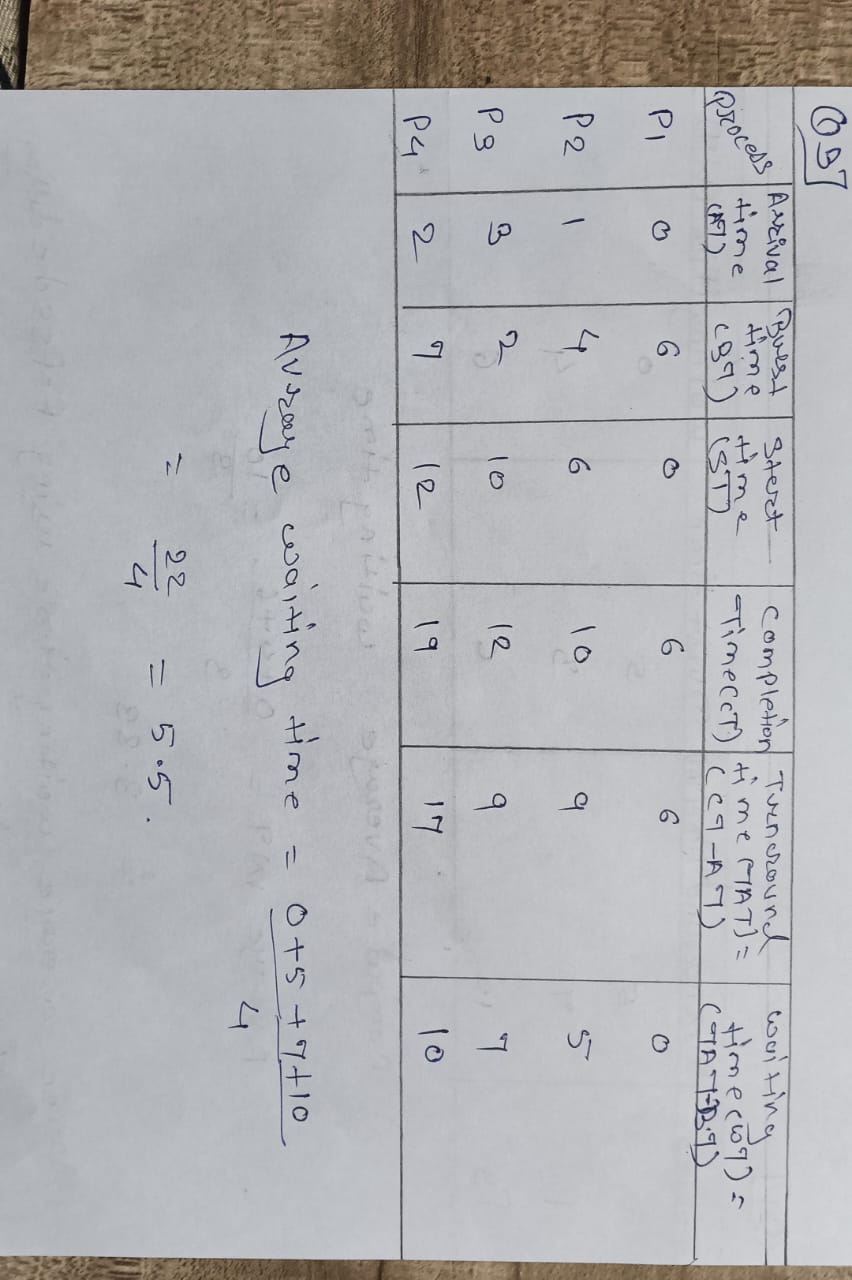 Q3]
Process | Arrival time (AT) | Burst time (BT) | Start time (ST) | Completion Time(CT) | Turnaround time (TAT) = (CT-AT) | Waiting time (WT) = (TAT-BT)
P1 | 0 | 6 | 0 | 6 | 6 | 0
P2 | 1 | 4 | 6 | 10 | 9 | 5
P3 | 3 | 2 | 10 | 12 | 9 | 7
P4 | 2 | 7 | 12 | 19 | 17 | 10
Average waiting time = 0+5+7+10 / 4
= 22/4 = 5.5.